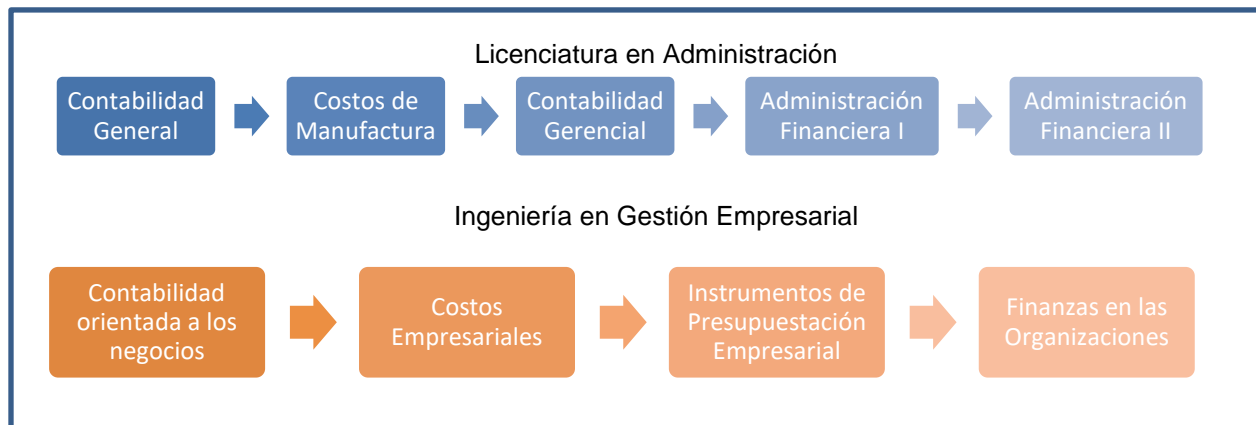 Licenciatura en Administración
Contabilidad
General
Costos de
Manufactura
Contabilidad
Gerencial
Administración
Financiera I
Administración
Financiera II
Ingeniería en Gestión Empresarial
Contabilidad
orientada a los
negocios
Costos
Empresariales
Instrumentos de
Presupuestación
Empresarial
Finanzas en las
Organizaciones